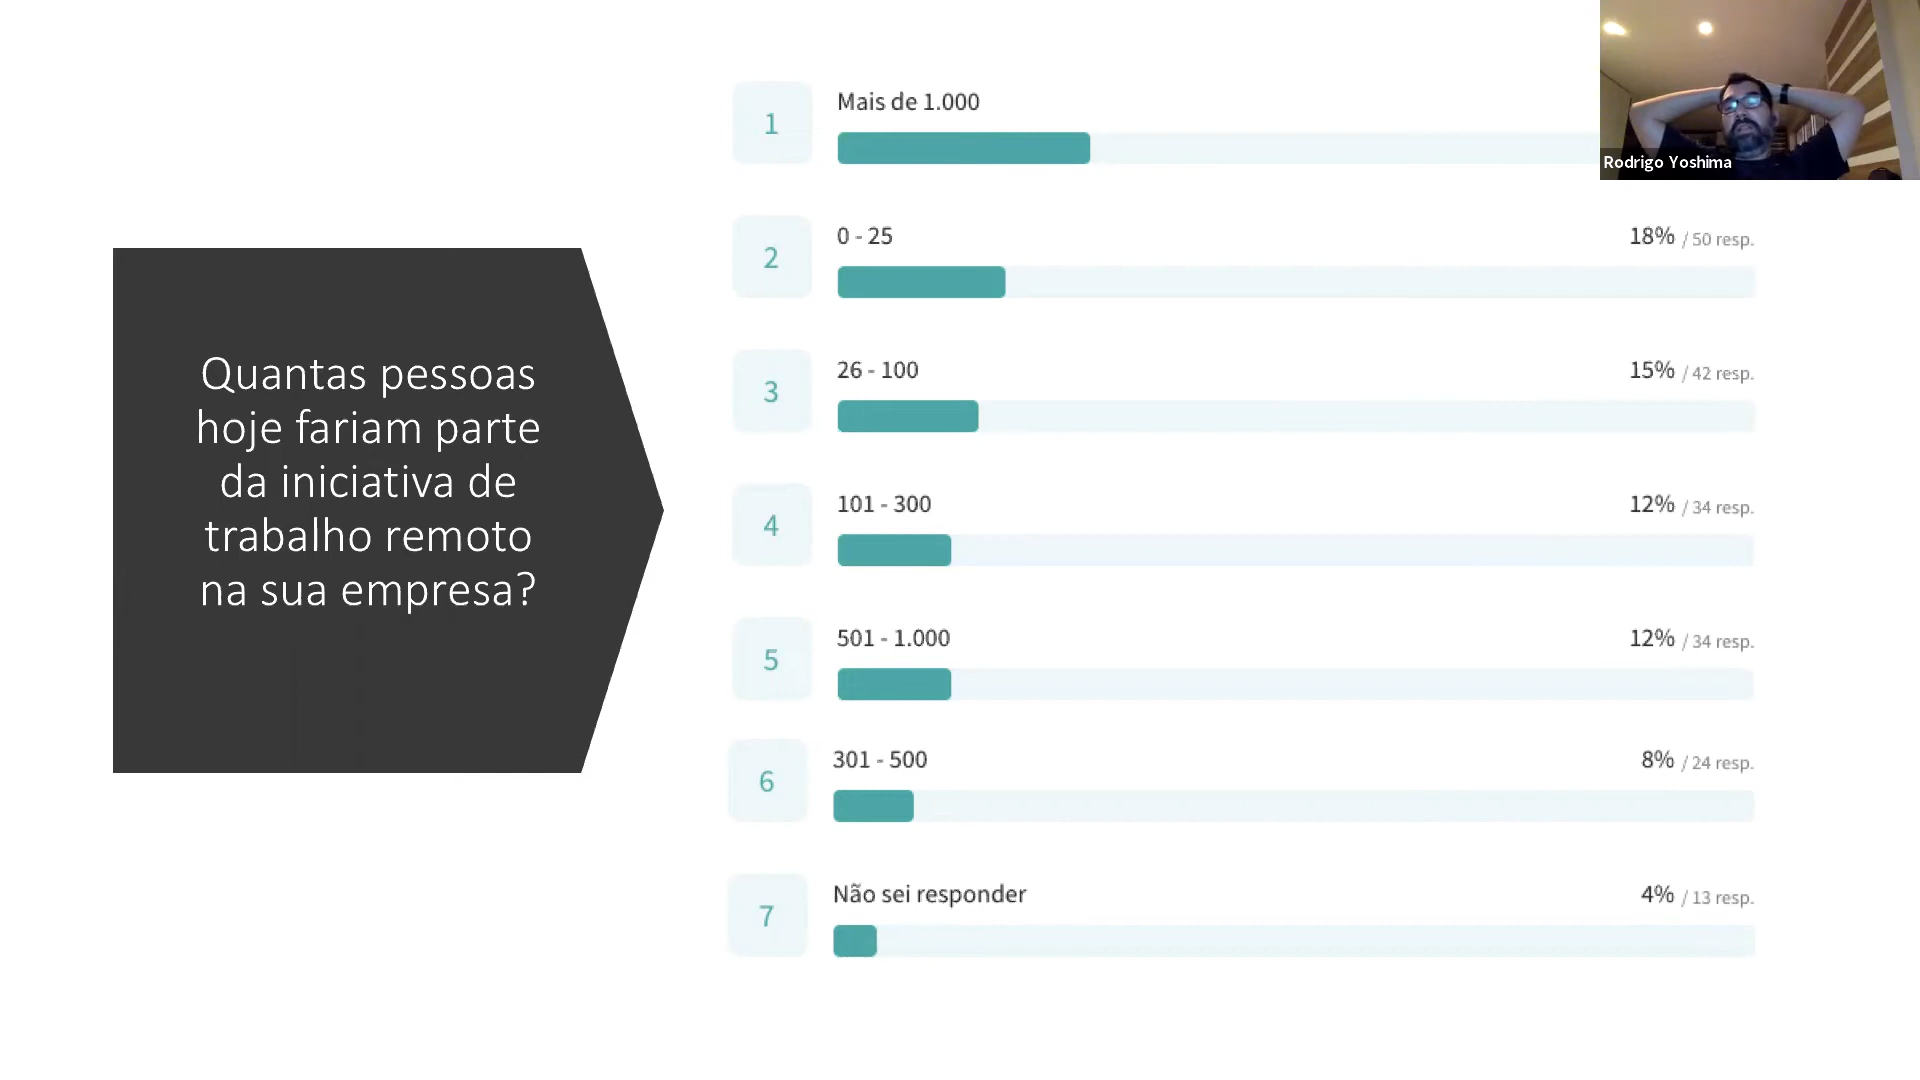 Quantas pessoas
hoje fariam parte
da iniciativa de
trabalho remoto
na sua empresa?
1
Mais de 1.000
2
0 - 25
18% / 50 resp.
3
26 - 100
15% / 42 resp.
4
101 - 300
12% / 34 resp.
5
501 - 1.000
12% / 34 resp.
6
301 - 500
8% / 24 resp.
7
Não sei responder
4% / 13 resp.
Rodrigo Yoshima